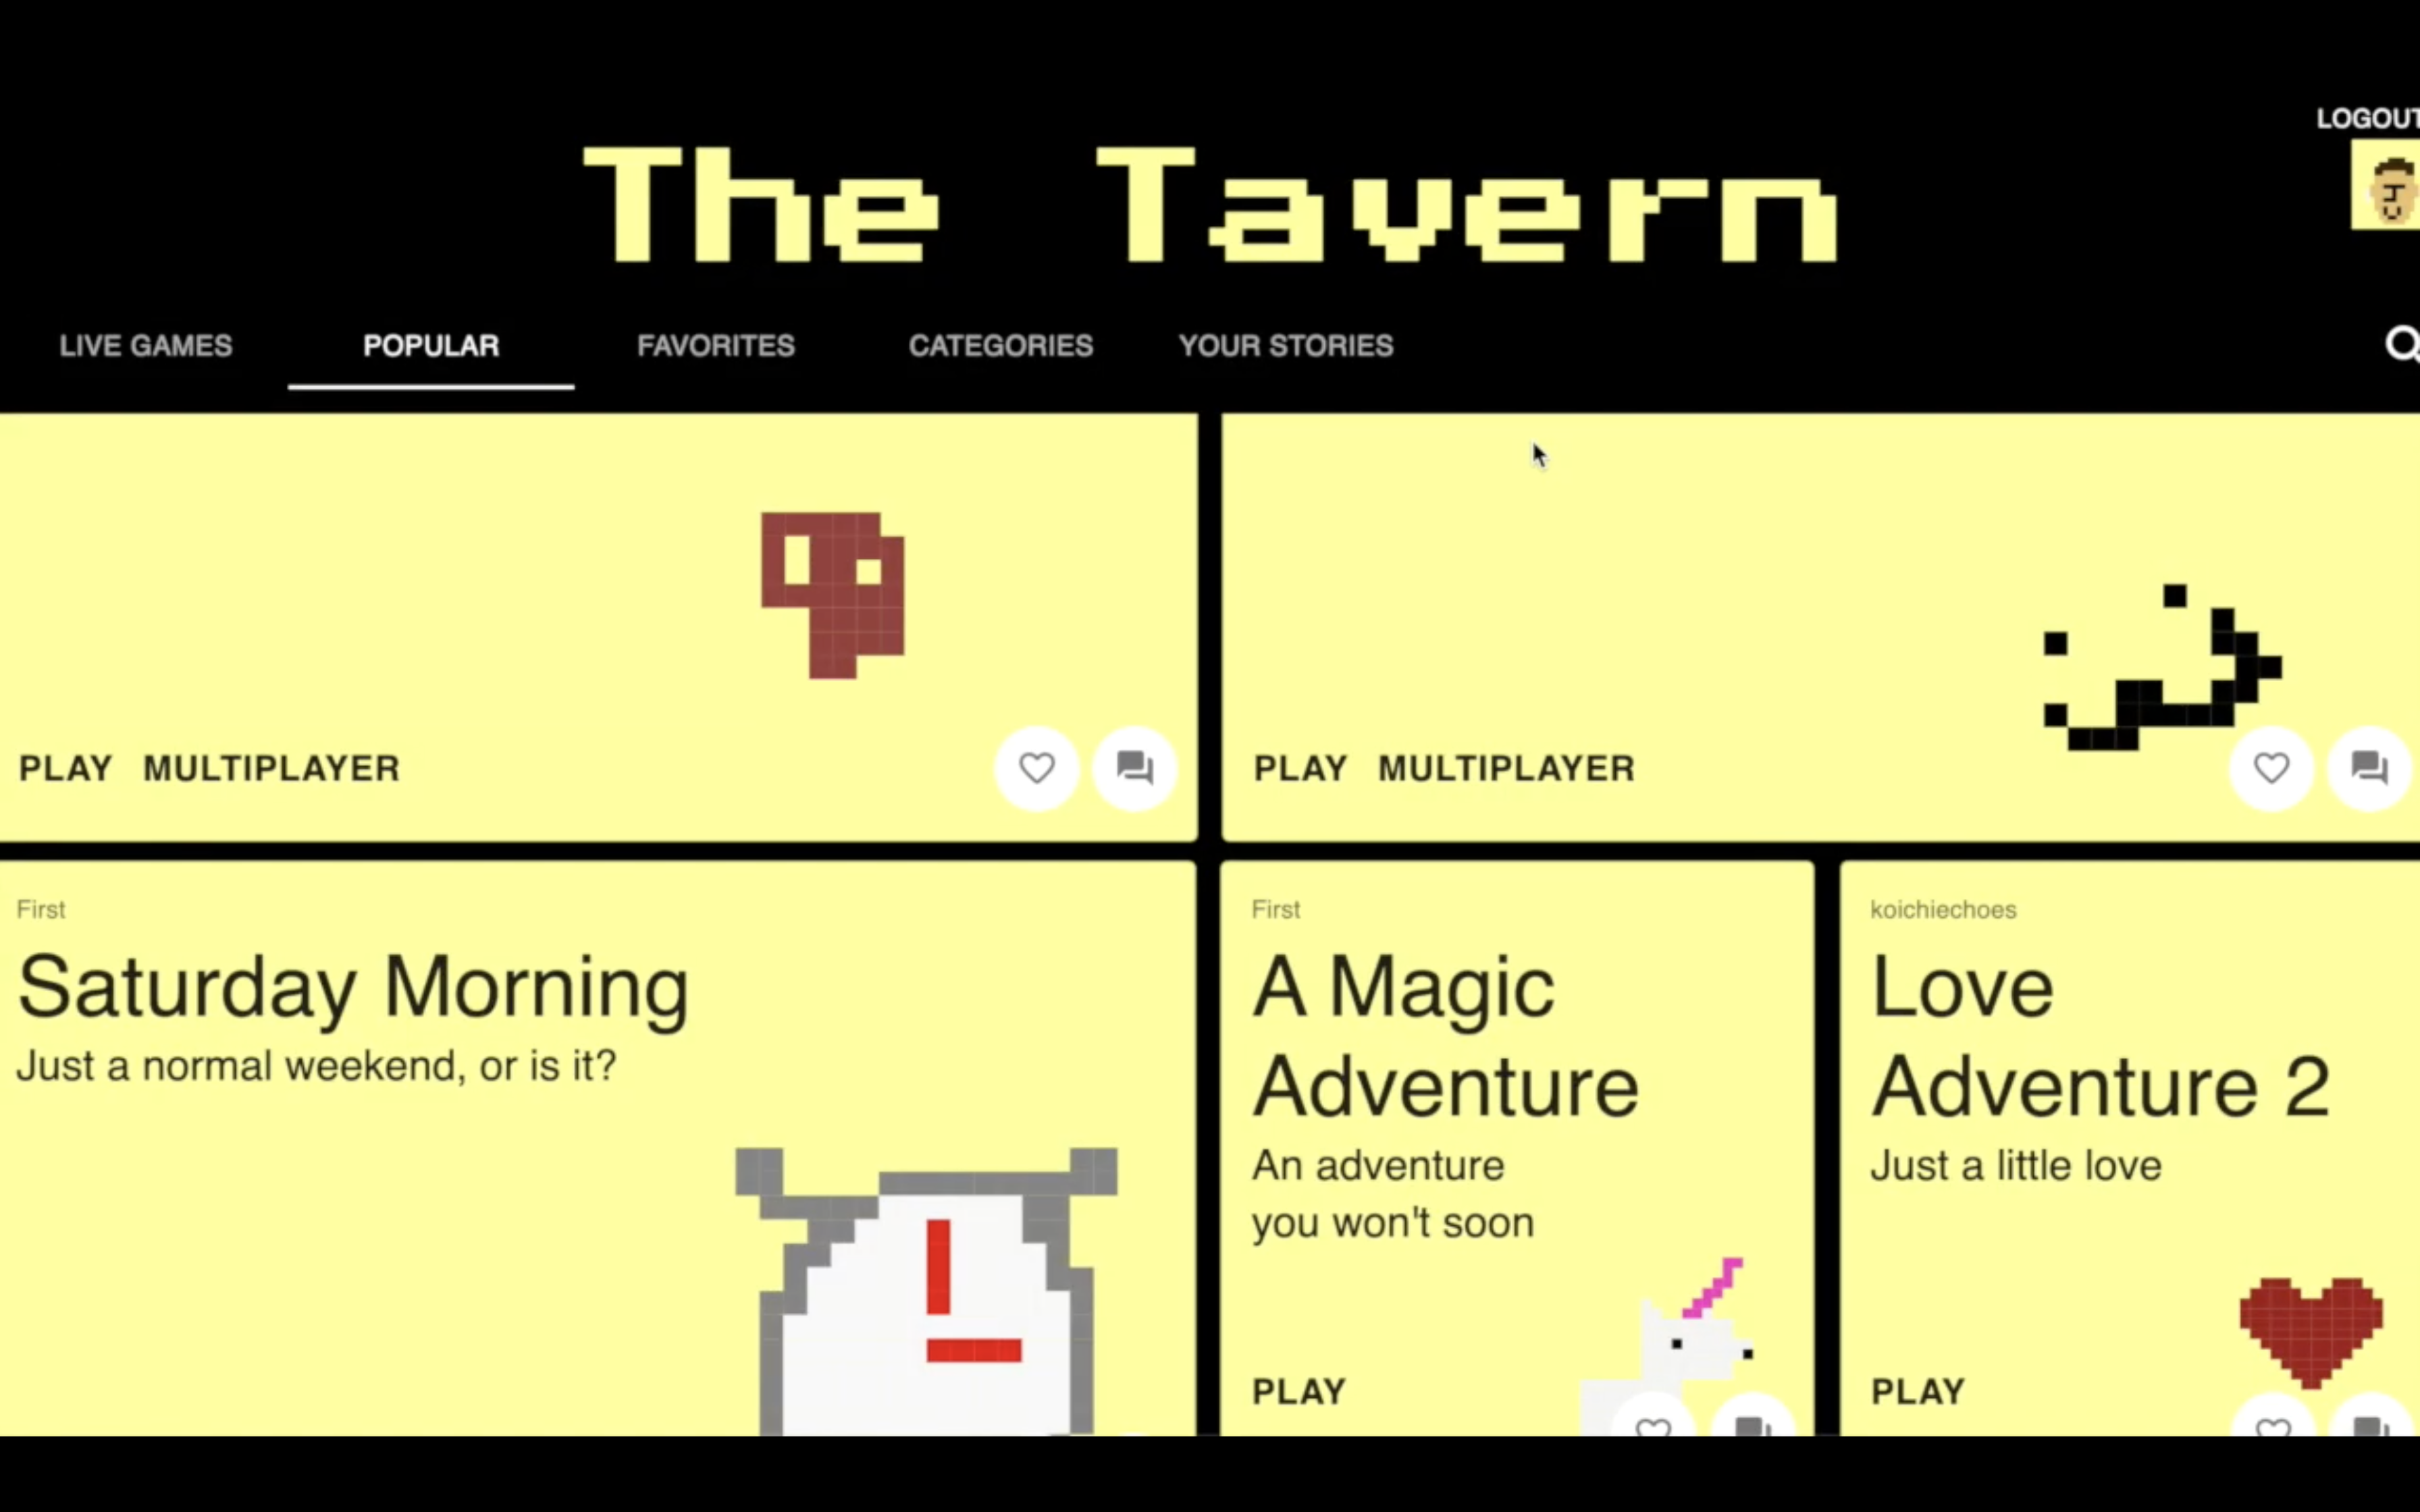 LOGOUT
The Tavern
LIVE GAMES POPULAR FAVORITES CATEGORIES YOUR STORIES
PLAY MULTIPLAYER
PLAY MULTIPLAYER
First
Saturday Morning
Just a normal weekend, or is it?
First
A Magic
Adventure
An adventure
you won't soon
PLAY
koichiechoes
Love
Adventure 2
Just a little love
PLAY